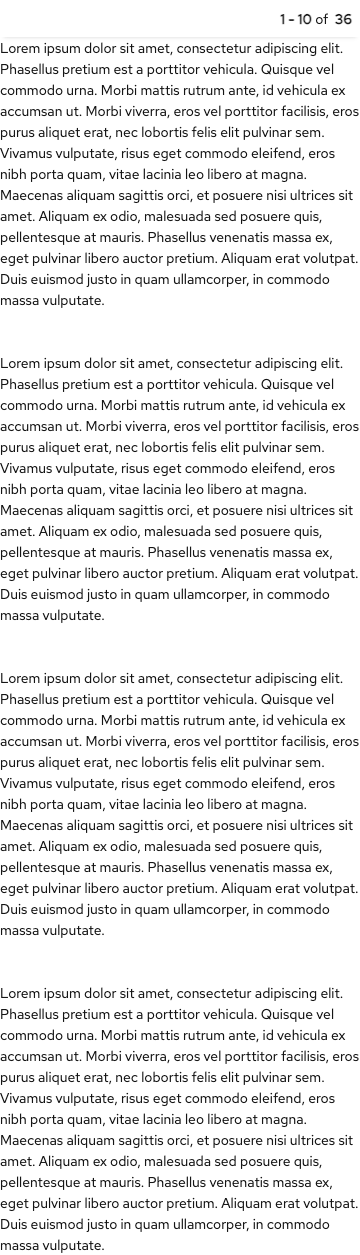 1 - 10 of 36
Lorem ipsum dolor sit amet, consectetur adipiscing elit.
Phasellus pretium est a porttitor vehicula. Quisque vel
commodo urna. Morbi mattis rutrum ante, id vehicula ex
accumsan ut. Morbi viverra, eros vel porttitor facilisis, eros
purus aliquet erat, nec lobortis felis elit pulvinar sem.
Vivamus vulputate, risus eget commodo eleifend, eros
nibh porta quam, vitae lacinia leo libero at magna.
Maecenas aliquam sagittis orci, et posuere nisi ultrices sit
amet. Aliquam ex odio, malesuada sed posuere quis,
pellentesque at mauris. Phasellus venenatis massa ex,
eget pulvinar libero auctor pretium. Aliquam erat volutpat.
Duis euismod justo in quam ullamcorper, in commodo
massa vulputate.
Lorem ipsum dolor sit amet, consectetur adipiscing elit.
Phasellus pretium est a porttitor vehicula. Quisque vel
commodo urna. Morbi mattis rutrum ante, id vehicula ex
accumsan ut. Morbi viverra, eros vel porttitor facilisis, eros
purus aliquet erat, nec lobortis felis elit pulvinar sem.
Vivamus vulputate, risus eget commodo eleifend, eros
nibh porta quam, vitae lacinia leo libero at magna.
Maecenas aliquam sagittis orci, et posuere nisi ultrices sit
amet. Aliquam ex odio, malesuada sed posuere quis,
pellentesque at mauris. Phasellus venenatis massa ex,
eget pulvinar libero auctor pretium. Aliquam erat volutpat.
Duis euismod justo in quam ullamcorper, in commodo
massa vulputate.
Lorem ipsum dolor sit amet, consectetur adipiscing elit.
Phasellus pretium est a porttitor vehicula. Quisque vel
commodo urna. Morbi mattis rutrum ante, id vehicula ex
accumsan ut. Morbi viverra, eros vel porttitor facilisis, eros
purus aliquet erat, nec lobortis felis elit pulvinar sem.
Vivamus vulputate, risus eget commodo eleifend, eros
nibh porta quam, vitae lacinia leo libero at magna.
Maecenas aliquam sagittis orci, et posuere nisi ultrices sit
amet. Aliquam ex odio, malesuada sed posuere quis,
pellentesque at mauris. Phasellus venenatis massa ex,
eget pulvinar libero auctor pretium. Aliquam erat volutpat.
Duis euismod justo in quam ullamcorper, in commodo
massa vulputate.
Lorem ipsum dolor sit amet, consectetur adipiscing elit.
Phasellus pretium est a porttitor vehicula. Quisque vel
commodo urna. Morbi mattis rutrum ante, id vehicula ex
accumsan ut. Morbi viverra, eros vel porttitor facilisis, eros
purus aliquet erat, nec lobortis felis elit pulvinar sem.
Vivamus vulputate, risus eget commodo eleifend, eros
nibh porta quam, vitae lacinia leo libero at magna.
Maecenas aliquam sagittis orci, et posuere nisi ultrices sit
amet. Aliquam ex odio, malesuada sed posuere quis,
pellentesque at mauris. Phasellus venenatis massa ex,
eget pulvinar libero auctor pretium. Aliquam erat volutpat.
Duis euismod justo in quam ullamcorper, in commodo
massa vulputate.